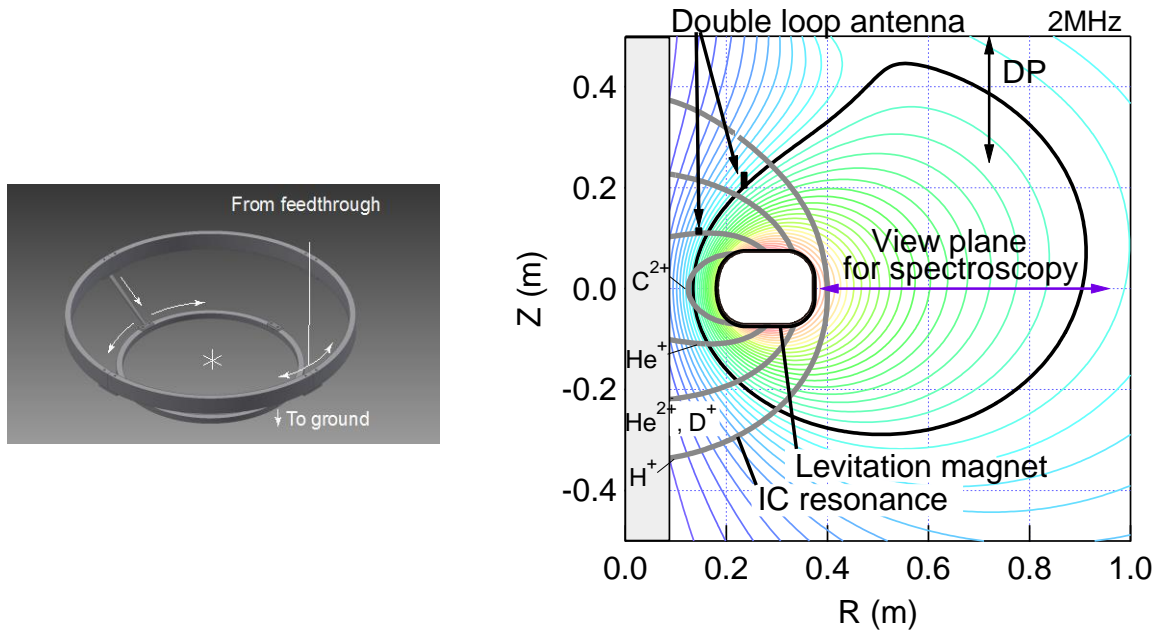 From feedthrough
To ground
Double loop antenna
2MHz
DP
View plane
for spectroscopy
C2+
He+
He2+, D+
H+
Levitation magnet
IC resonance
Z (m)
0.4
0.2
0.0
-0.2
-0.4
0.0 0.2 0.4 0.6 0.8 1.0
R (m)